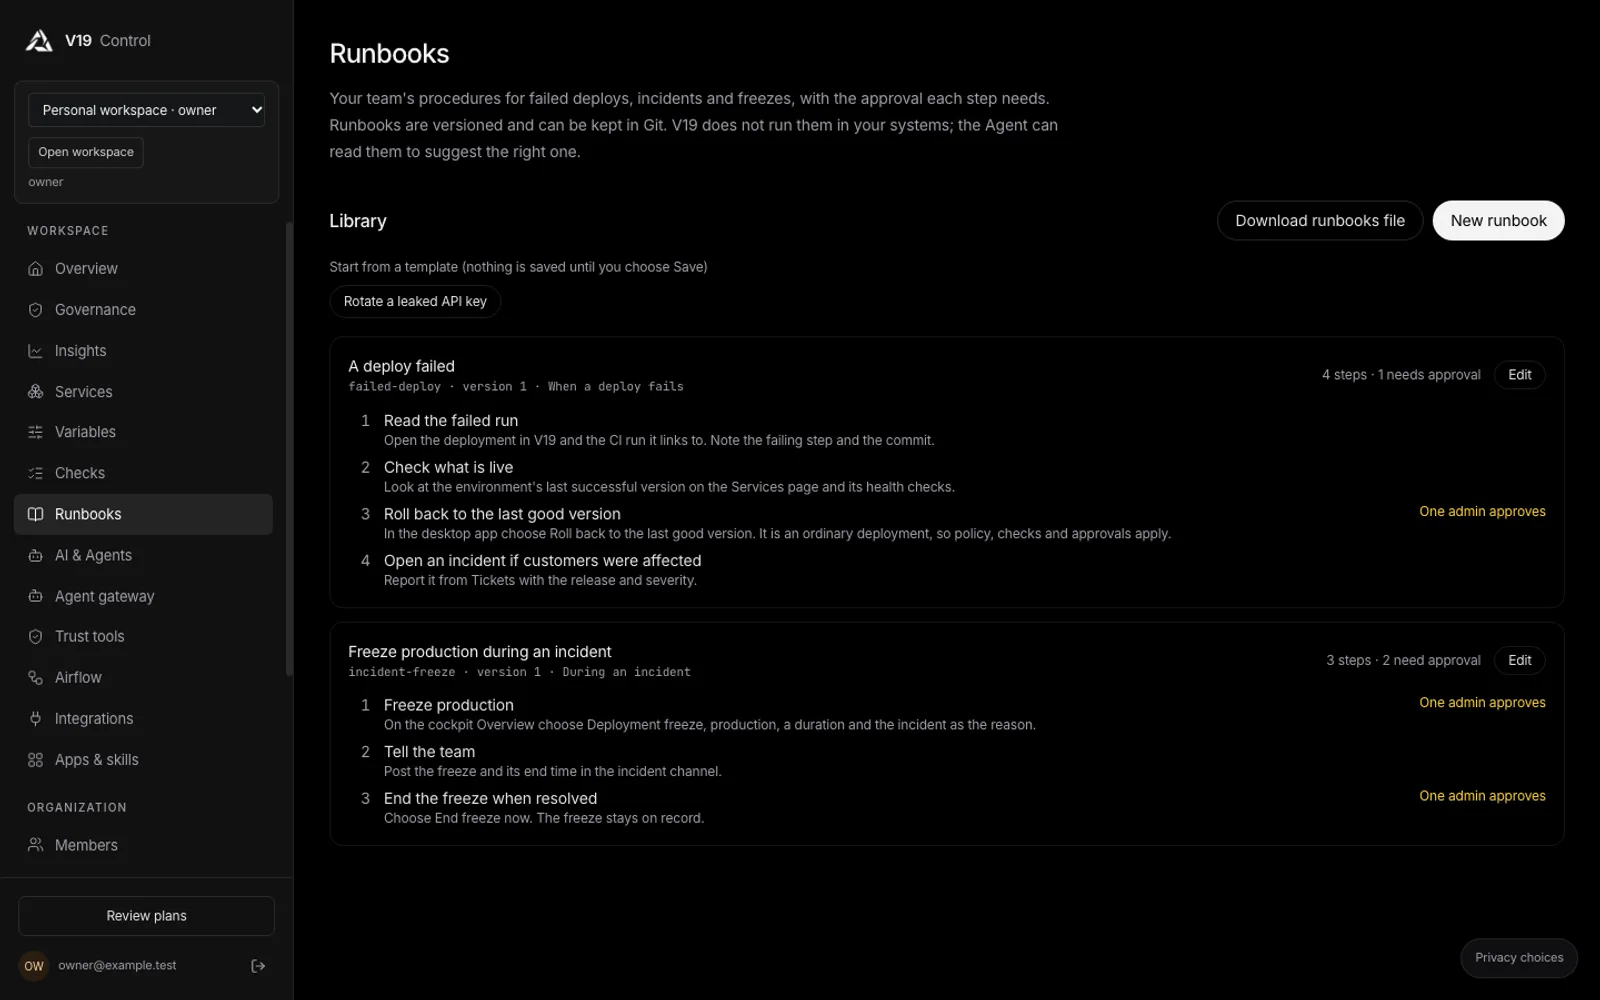 V19 Control
Personal workspace · owner
Open workspace
owner
WORKSPACE
Overview
Governance
Insights
Services
Variables
Checks
Runbooks
AI & Agents
Agent gateway
Trust tools
Airflow
Integrations
Apps & skills
ORGANIZATION
Members
Review plans
OW owner@example.test
Runbooks
Your team's procedures for failed deploys, incidents and freezes, with the approval each step needs.
Runbooks are versioned and can be kept in Git. V19 does not run them in your systems; the Agent can
read them to suggest the right one.
Library
Download runbooks file
New runbook
Start from a template (nothing is saved until you choose Save)
Rotate a leaked API key
A deploy failed
failed-deploy · version 1 · When a deploy fails
4 steps · 1 needs approval
Edit
1 Read the failed run
Open the deployment in V19 and the CI run it links to. Note the failing step and the commit.
2 Check what is live
Look at the environment's last successful version on the Services page and its health checks.
3 Roll back to the last good version
One admin approves
In the desktop app choose Roll back to the last good version. It is an ordinary deployment, so policy, checks and approvals apply.
4 Open an incident if customers were affected
Report it from Tickets with the release and severity.
Freeze production during an incident
incident-freeze · version 1 · During an incident
3 steps · 2 need approval
Edit
1 Freeze production
One admin approves
On the cockpit Overview choose Deployment freeze, production, a duration and the incident as the reason.
2 Tell the team
Post the freeze and its end time in the incident channel.
3 End the freeze when resolved
One admin approves
Choose End freeze now. The freeze stays on record.
Privacy choices